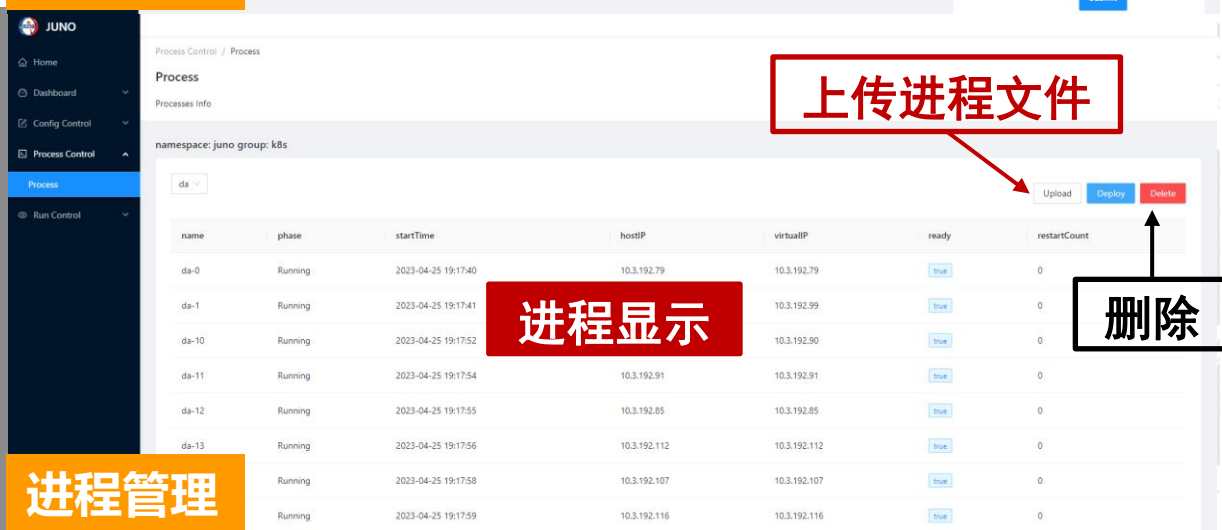 Submit
JUNO
Process Control / Process
Home
Process
上传进程文件
Dashboard
Processes Info
Config Control
Process Control
namespace: juno group: k8s
Process
da
Upload Deploy Delete
Run Control
name phase startTime hostIP virtualIP ready restartCount
da-0 Running 2023-04-25 19:17:40 10.3.192.79 10.3.192.79 true 0
da-1 Running 2023-04-25 19:17:41 10.3.192.99 true 0
进程显示
删除
da-10 Running 2023-04-25 19:17:52 10.3.192.90 true 0
da-11 Running 2023-04-25 19:17:54 10.3.192.91 10.3.192.91 true 0
da-12 Running 2023-04-25 19:17:55 10.3.192.85 10.3.192.85 true 0
da-13 Running 2023-04-25 19:17:56 10.3.192.112 10.3.192.112 true 0
进程管理
Running 2023-04-25 19:17:58 10.3.192.107 10.3.192.107 true 0
Running 2023-04-25 19:17:59 10.3.192.116 10.3.192.116 true 0